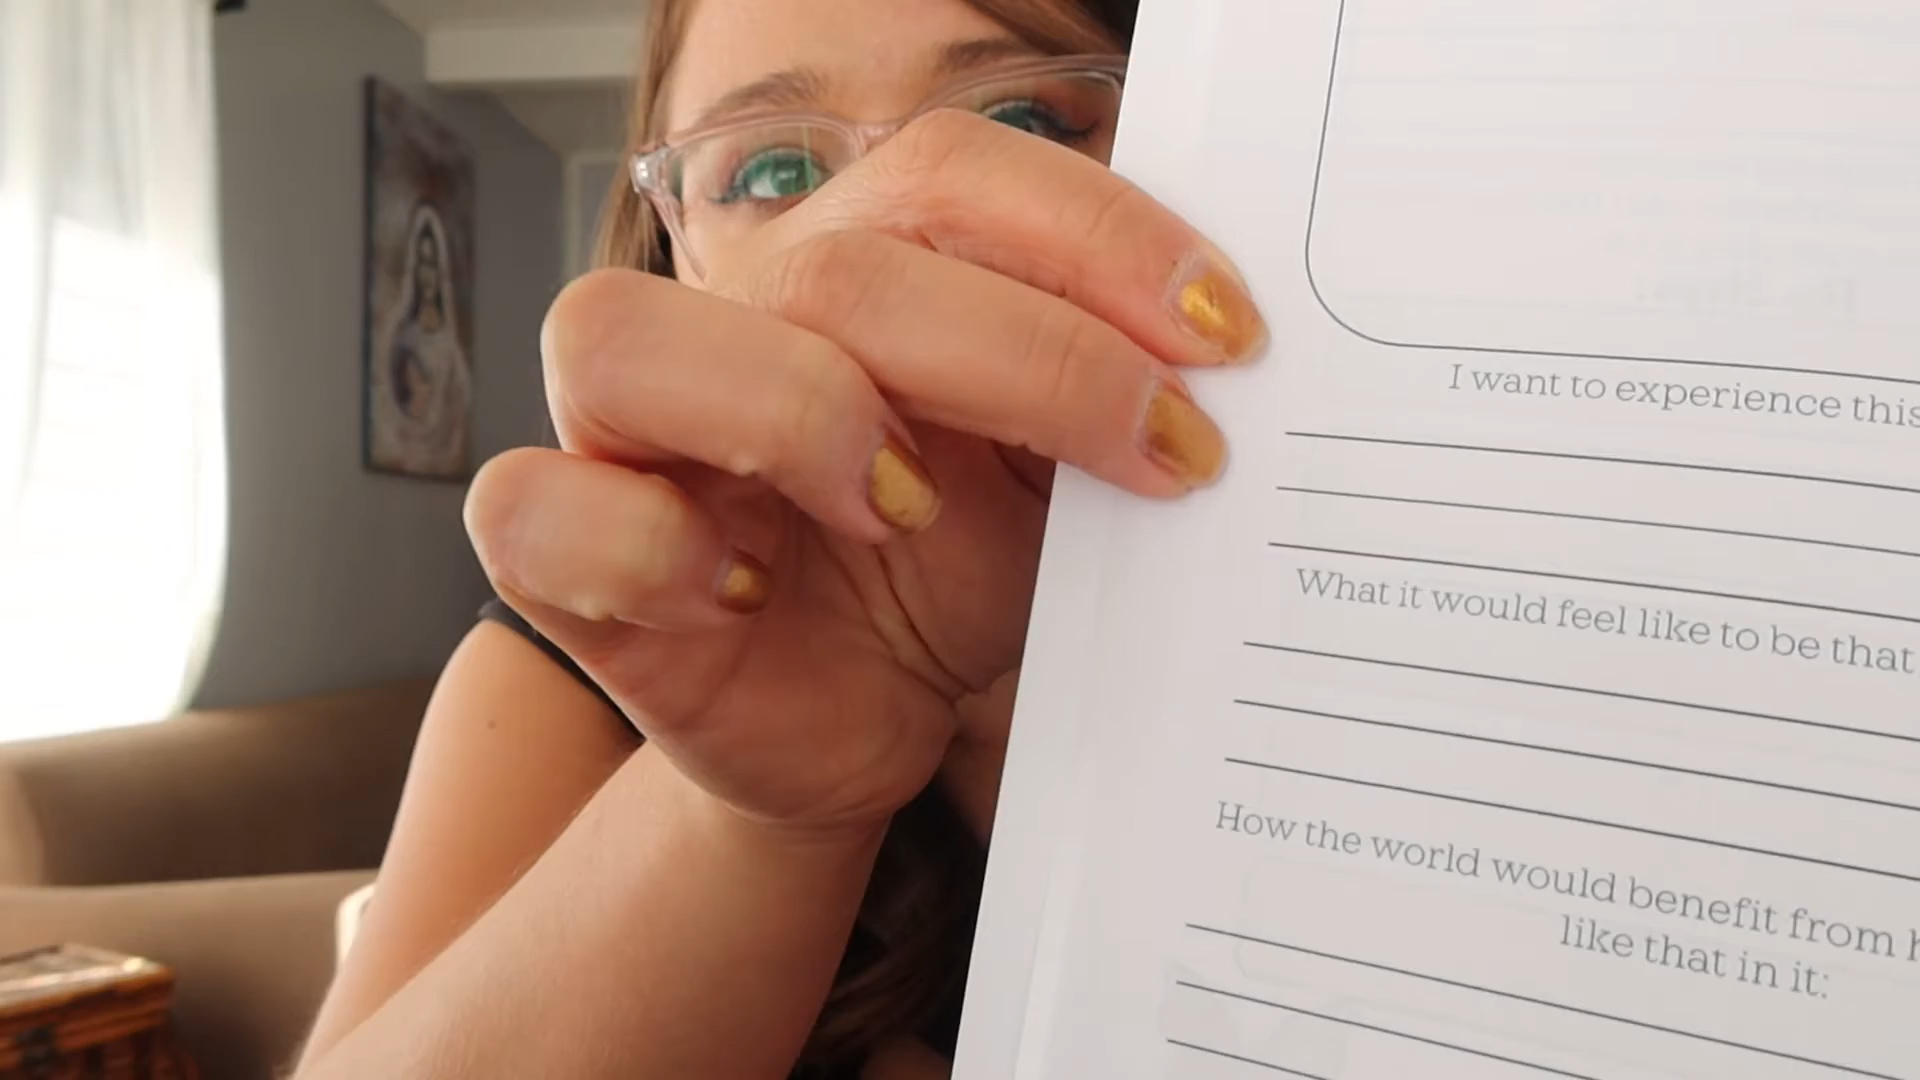 I want to experience this
What it would feel like to be that
How the world would benefit from
like that in it: